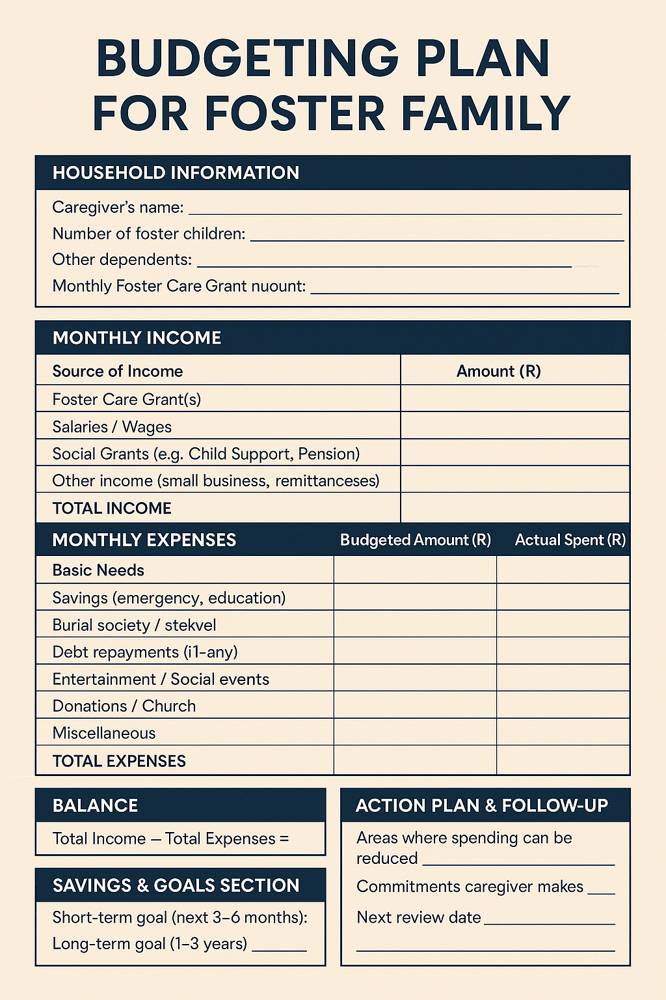 BUDGETING PLAN
FOR FOSTER FAMILY
HOUSEHOLD INFORMATION
Caregiver's name:
Number of foster children:
Other dependents:
Monthly Foster Care Grant nuount:
MONTHLY INCOME
Source of Income Amount (R)
Foster Care Grant(s)
Salaries / Wages
Social Grants (e.g. Child Support, Pension)
Other income (small business, remittanceses)
TOTAL INCOME
MONTHLY EXPENSES Budgeted Amount (R) Actual Spent (R)
Basic Needs
Savings (emergency, education)
Burial society / stekvel
Debt repayments (i1-any)
Entertainment / Social events
Donations / Church
Miscellaneous
TOTAL EXPENSES
BALANCE
Total Income – Total Expenses =
SAVINGS & GOALS SECTION
Short-term goal (next 3–6 months):
Long-term goal (1–3 years)
ACTION PLAN & FOLLOW-UP
Areas where spending can be
reduced
Commitments caregiver makes
Next review date